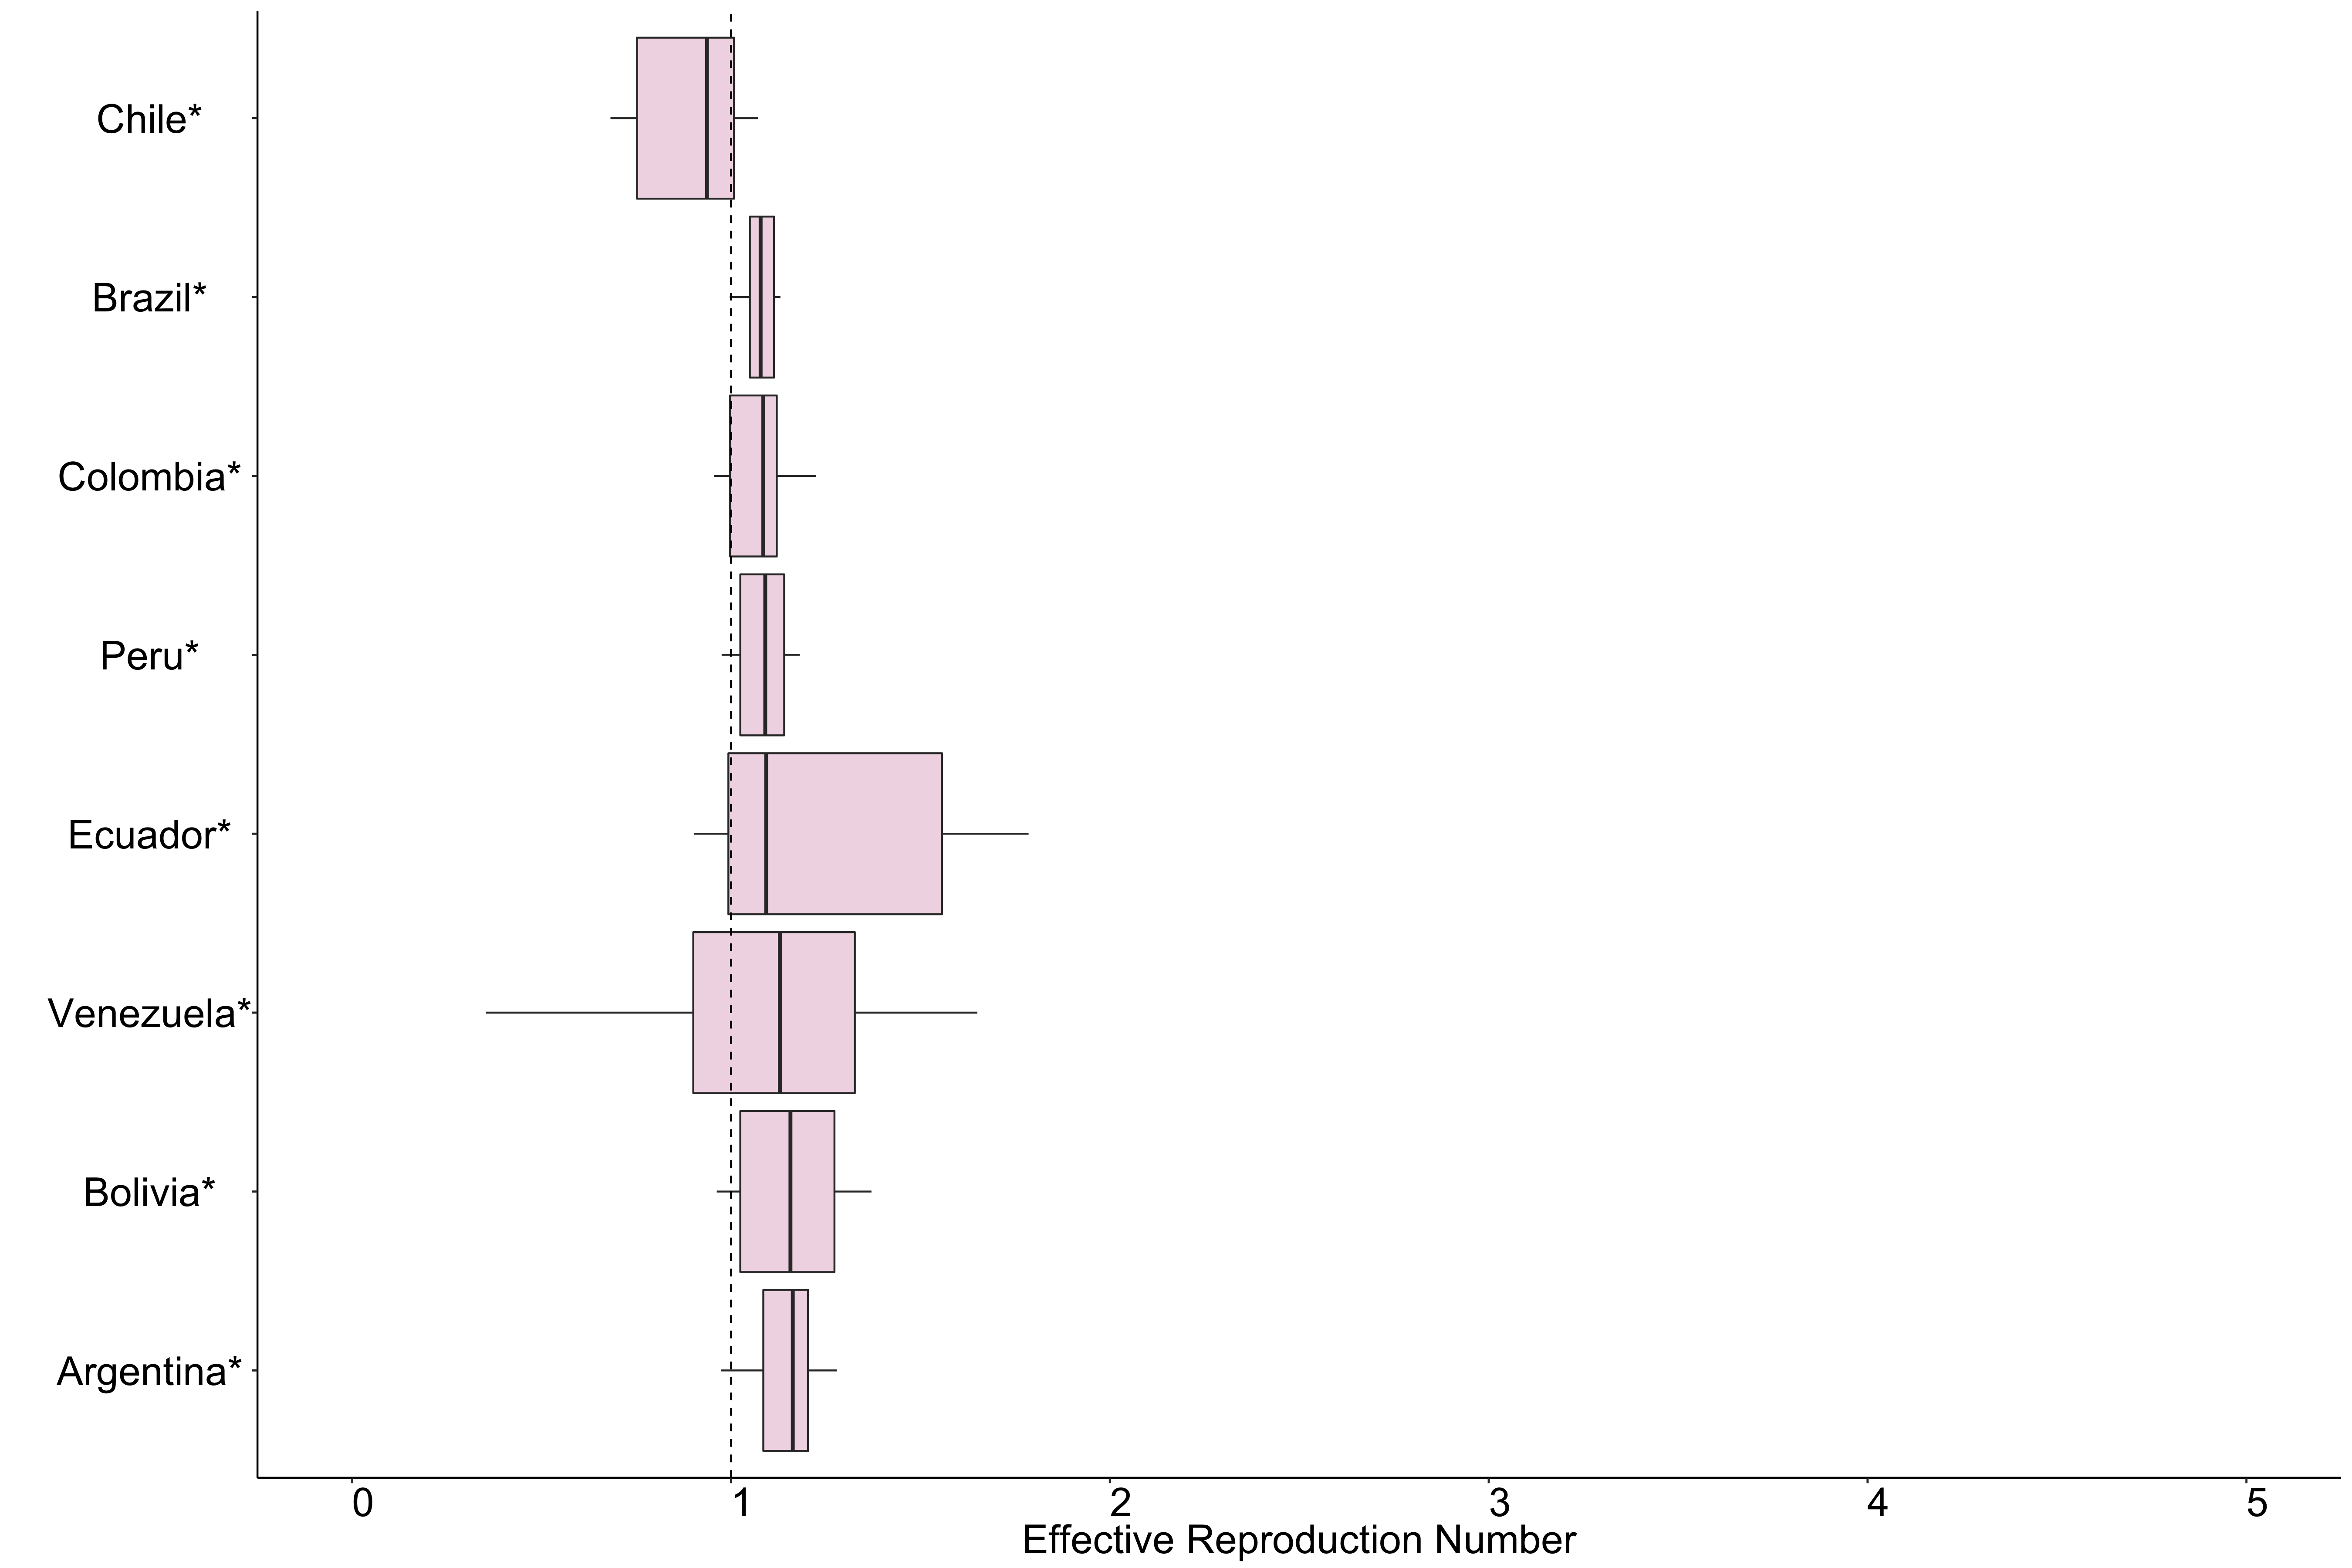 Chile*
Brazil*
Colombia*
Peru*
Ecuador*
Venezuela*
Bolivia*
Argentina*
0 1 2 3 4 5
Effective Reproduction Number